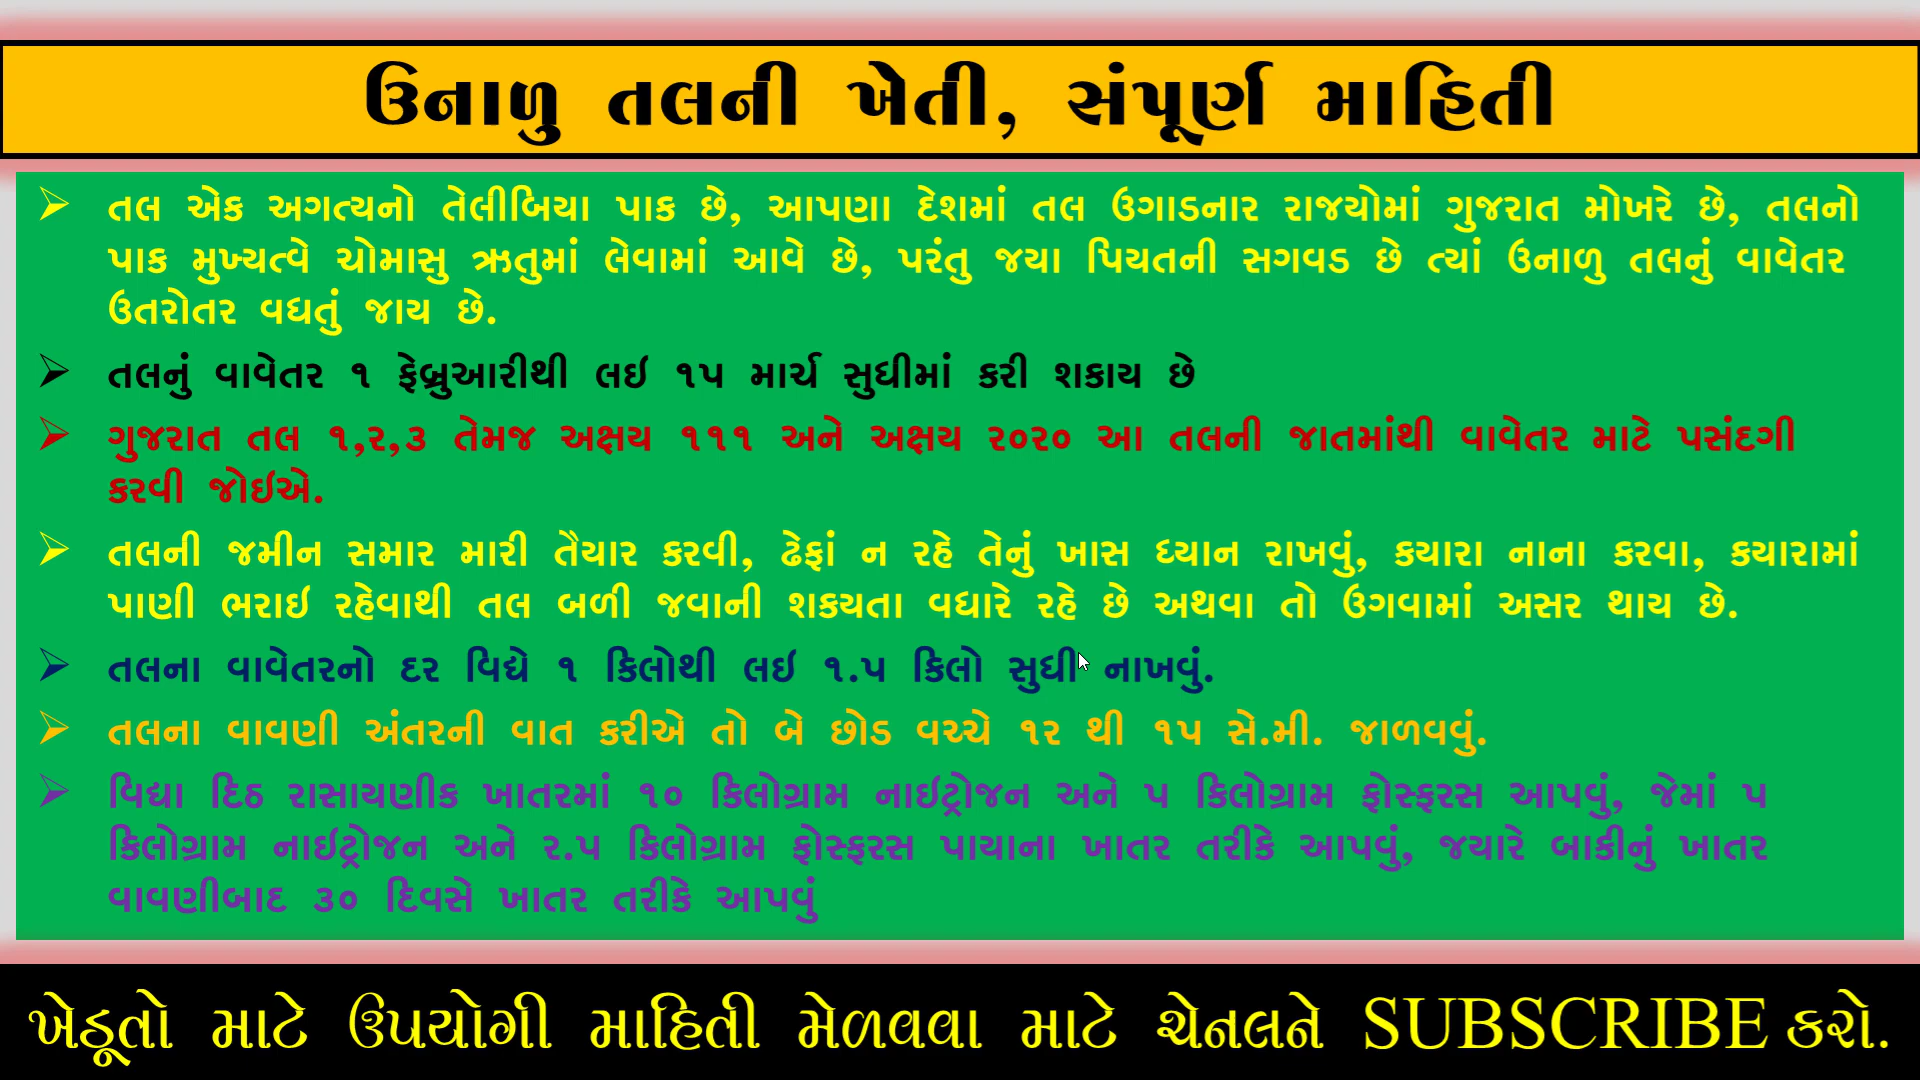 ઉનાળુ તલની ખેતી, સંપૂર્ણ માહિતી
➢ તલ એક અગત્યનો તેલીબિયા પાક છે, આપણા દેશમાં તલ ઉગાડનાર રાજયોમાં ગુજરાત મોખરે છે, તલનો
પાક મુખ્યત્વે ચોમાસુ ઋતુમાં લેવામાં આવે છે, પરંતુ જયા પિયતની સગવડ છે ત્યાં ઉનાળુ તલનું વાવેતર
ઉતરોતર વધતું જાય છે.
➢ તલનું વાવેતર ૧ ફેબ્રુઆરીથી લઇ ૧૫ માર્ચ સુધીમાં કરી શકાય છે
➢ ગુજરાત તલ ૧,૨,૩ તેમજ અક્ષય ૧૧૧ અને અક્ષય ૨૦૨૦ આ તલની જાતમાંથી વાવેતર માટે પસંદગી
કરવી જોઇએ.
➢ તલની જમીન સમાર મારી તૈયાર કરવી, ઢેફાં ન રહે તેનું ખાસ ધ્યાન રાખવું, કયારા નાના કરવા, કયારામાં
પાણી ભરાઇ રહેવાથી તલ બળી જવાની શકયતા વધારે રહે છે અથવા તો ઉગવામાં અસર થાય છે.
➢ તલના વાવેતરનો દર વિઘે ૧ કિલોથી લઇ ૧.૫ કિલો સુધી નાખવું.
➢ તલના વાવણી અંતરની વાત કરીએ તો બે છોડ વચ્ચે ૧૨ થી ૧૫ સે.મી. જાળવવું.
➢ વિઘા દિઠ રાસાયણીક ખાતરમાં ૧૦ કિલોગ્રામ નાઇટ્રોજન અને ૫ કિલોગ્રામ ફોસ્ફરસ આપવું, જેમાં ૫
કિલોગ્રામ નાઇટ્રોજન અને ૨.૫ કિલોગ્રામ ફોસ્ફરસ પાયાના ખાતર તરીકે આપવું, જયારે બાકીનું ખાતર
વાવણીબાદ ૩૦ દિવસે ખાતર તરીકે આપવું
ખેડૂતો માટે ઉપયોગી માહિતી મેળવવા માટે ચેનલને SUBSCRIBE કરો.